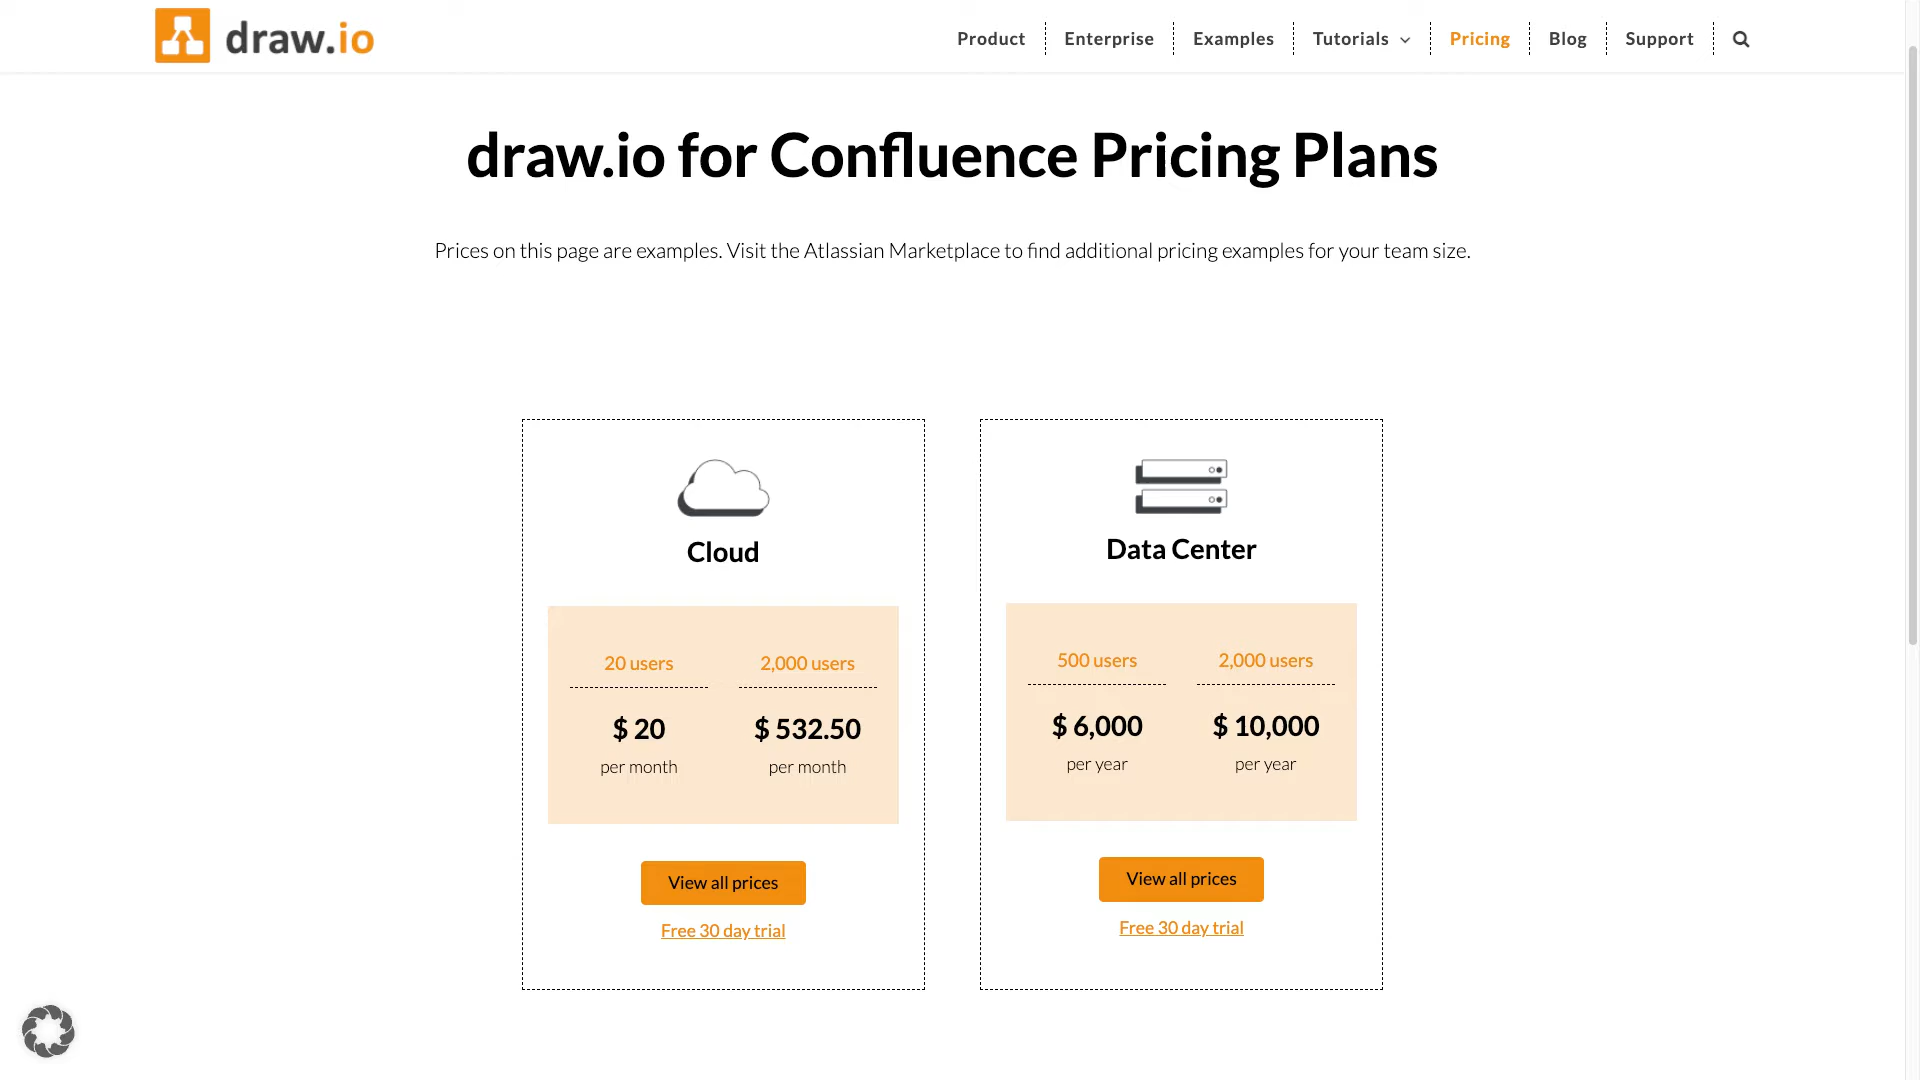 draw.io
Product
Enterprise
Examples
Tutorials
Pricing
Blog
Support
draw.io for Confluence Pricing Plans
Prices on this page are examples. Visit the Atlassian Marketplace to find additional pricing examples for your team size.
Cloud
20 users
$ 20
per month
2,000 users
$ 532.50
per month
View all prices
Free 30 day trial
Data Center
500 users
$ 6,000
per year
2,000 users
$ 10,000
per year
View all prices
Free 30 day trial